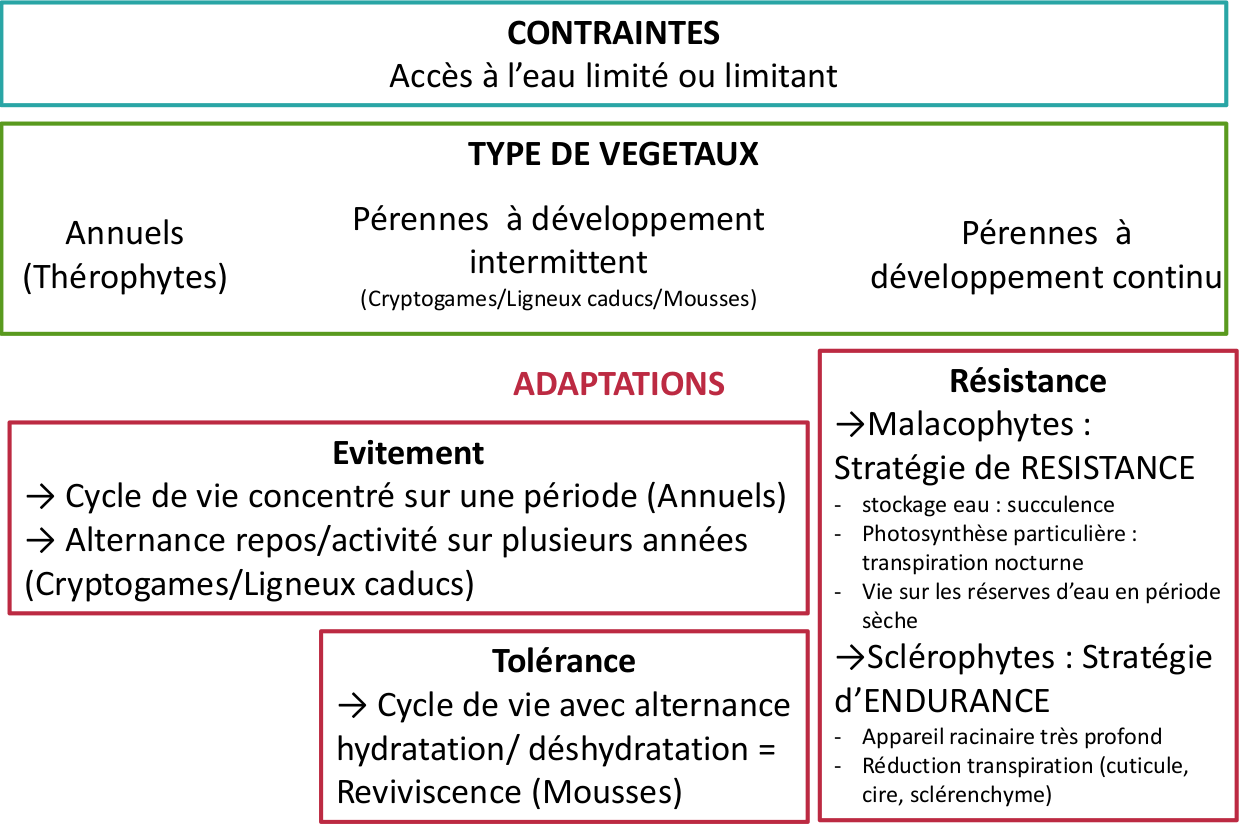 CONTRAINTES
Accès à l’eau limité ou limitant
TYPE DE VEGETAUX
Annuels
(Thérophytes)
Pérennes à développement
intermittent
(Cryptogames/Ligneux caducs/Mousses)
Pérennes à
développement continu
ADAPTATIONS
Evitement
→ Cycle de vie concentré sur une période (Annuels)
→ Alternance repos/activité sur plusieurs années
(Cryptogames/Ligneux caducs)
Tolérance
→ Cycle de vie avec alternance
hydratation/ déshydratation =
Reviviscence (Mousses)
Résistance
→Malacophytes :
Stratégie de RESISTANCE
- stockage eau : succulence
- Photosynthèse particulière :
transpiration nocturne
- Vie sur les réserves d’eau en période
sèche
→Sclérophytes : Stratégie
d’ENDURANCE
- Appareil racinaire très profond
- Réduction transpiration (cuticule,
cire, sclérenchyme)